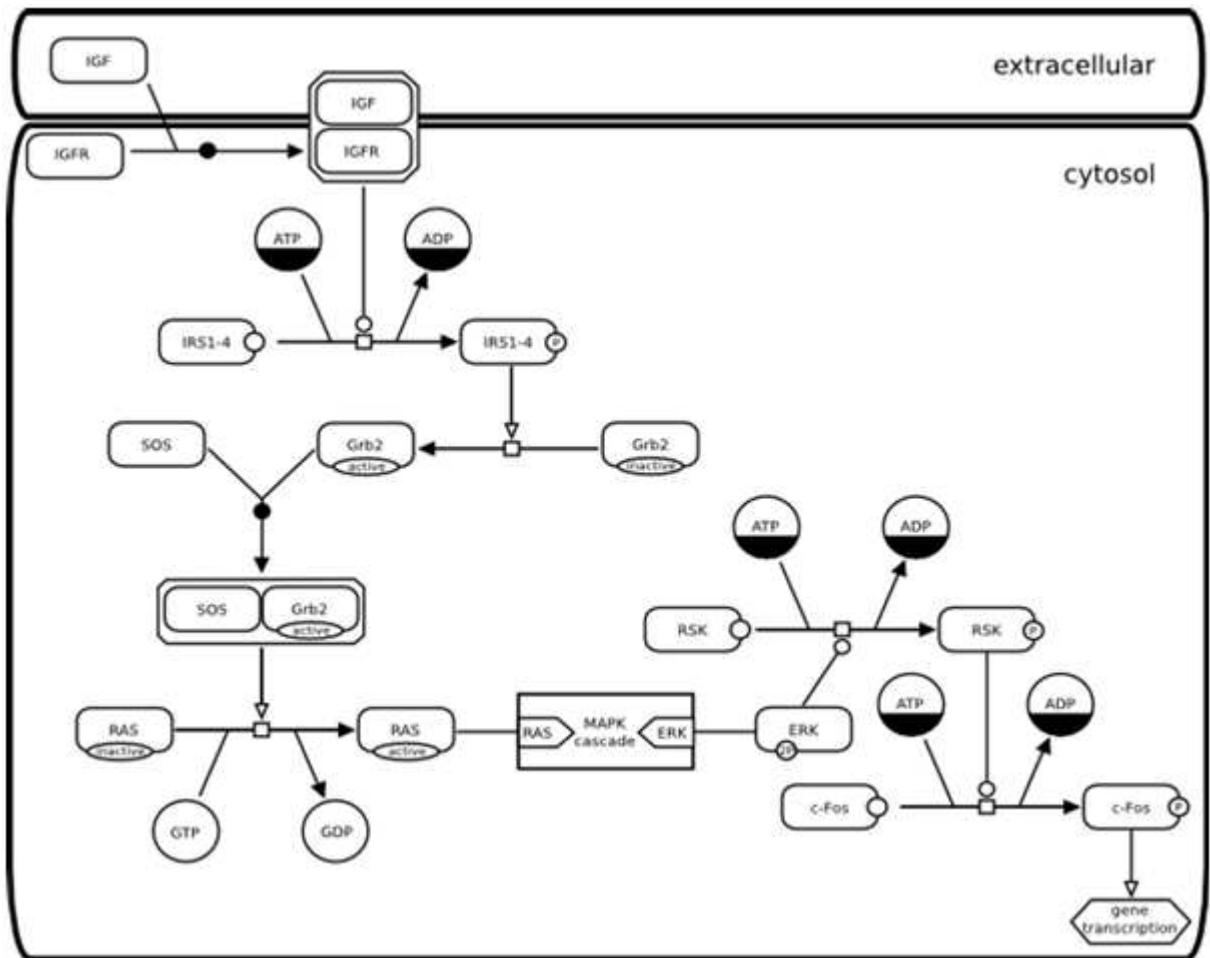 IGF
extracellular
IGF
IGFR
IGFR
cytosol
ATP
ADP
IRS1-4
IRS1-4
P
SOS
Grb2
active
Grb2
inactive
ATP
ADP
SOS
Grb2
active
RSK
RSK
P
ATP
ADP
RAS
inactive
RAS
active
RAS
MAPK
cascade
ERK
ERK
2P
GTP
GDP
c-Fos
c-Fos
P
gene
transcription